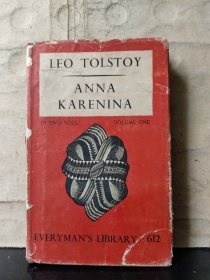 LEO TOLSTOY
ANNA
KARENINA
IN TWO VOLS. VOLUME ONE
EVERYMAN'S LIBRARY 612